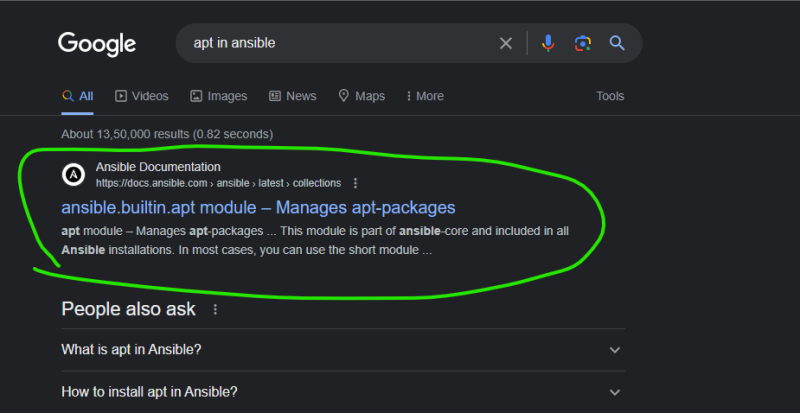 Google
apt in ansible
All
Videos
Images
News
Maps
More
Tools
About 13,50,000 results (0.82 seconds)
Ansible Documentation
https://docs.ansible.com › ansible › latest › collections
ansible.builtin.apt module – Manages apt-packages
apt module – Manages apt-packages ... This module is part of ansible-core and included in all
Ansible installations. In most cases, you can use the short module ...
People also ask
What is apt in Ansible?
How to install apt in Ansible?